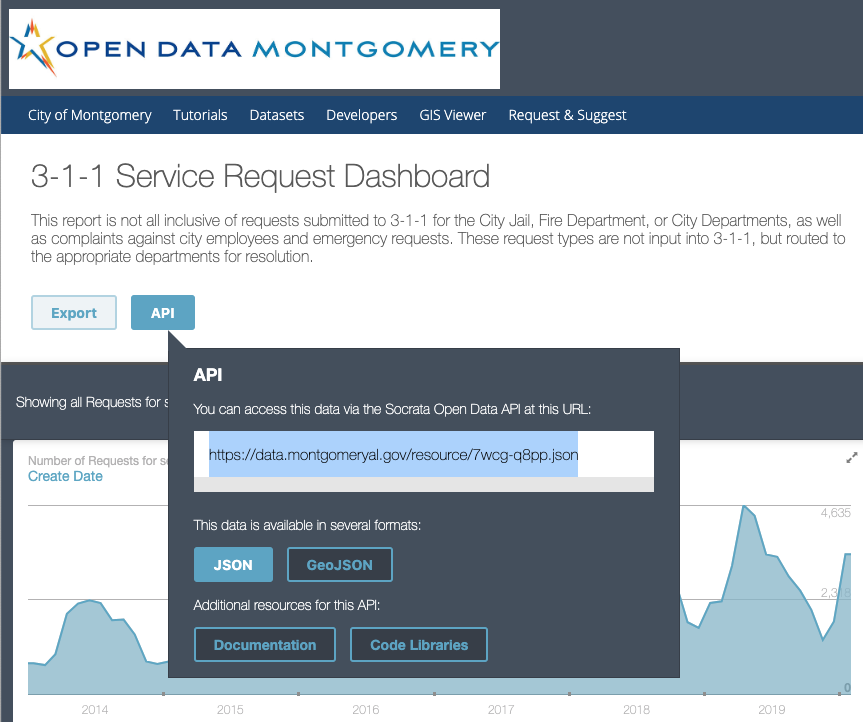 OPEN DATA MONTGOMERY
City of Montgomery Tutorials Datasets Developers GIS Viewer Request & Suggest
3-1-1 Service Request Dashboard
This report is not all inclusive of requests submitted to 3-1-1 for the City Jail, Fire Department, or City Departments, as well
as complaints against city employees and emergency requests. These request types are not input into 3-1-1, but routed to
the appropriate departments for resolution.
Export API
API
You can access this data via the Socrata Open Data API at this URL:
https://data.montgomeryal.gov/resource/7wcg-q8pp.json
This data is available in several formats:
JSON GeoJSON
Additional resources for this API:
Documentation Code Libraries
Showing all Requests for
Number of Requests for
Create Date
4,635
2,318
0
2014 2015 2016 2017 2018 2019